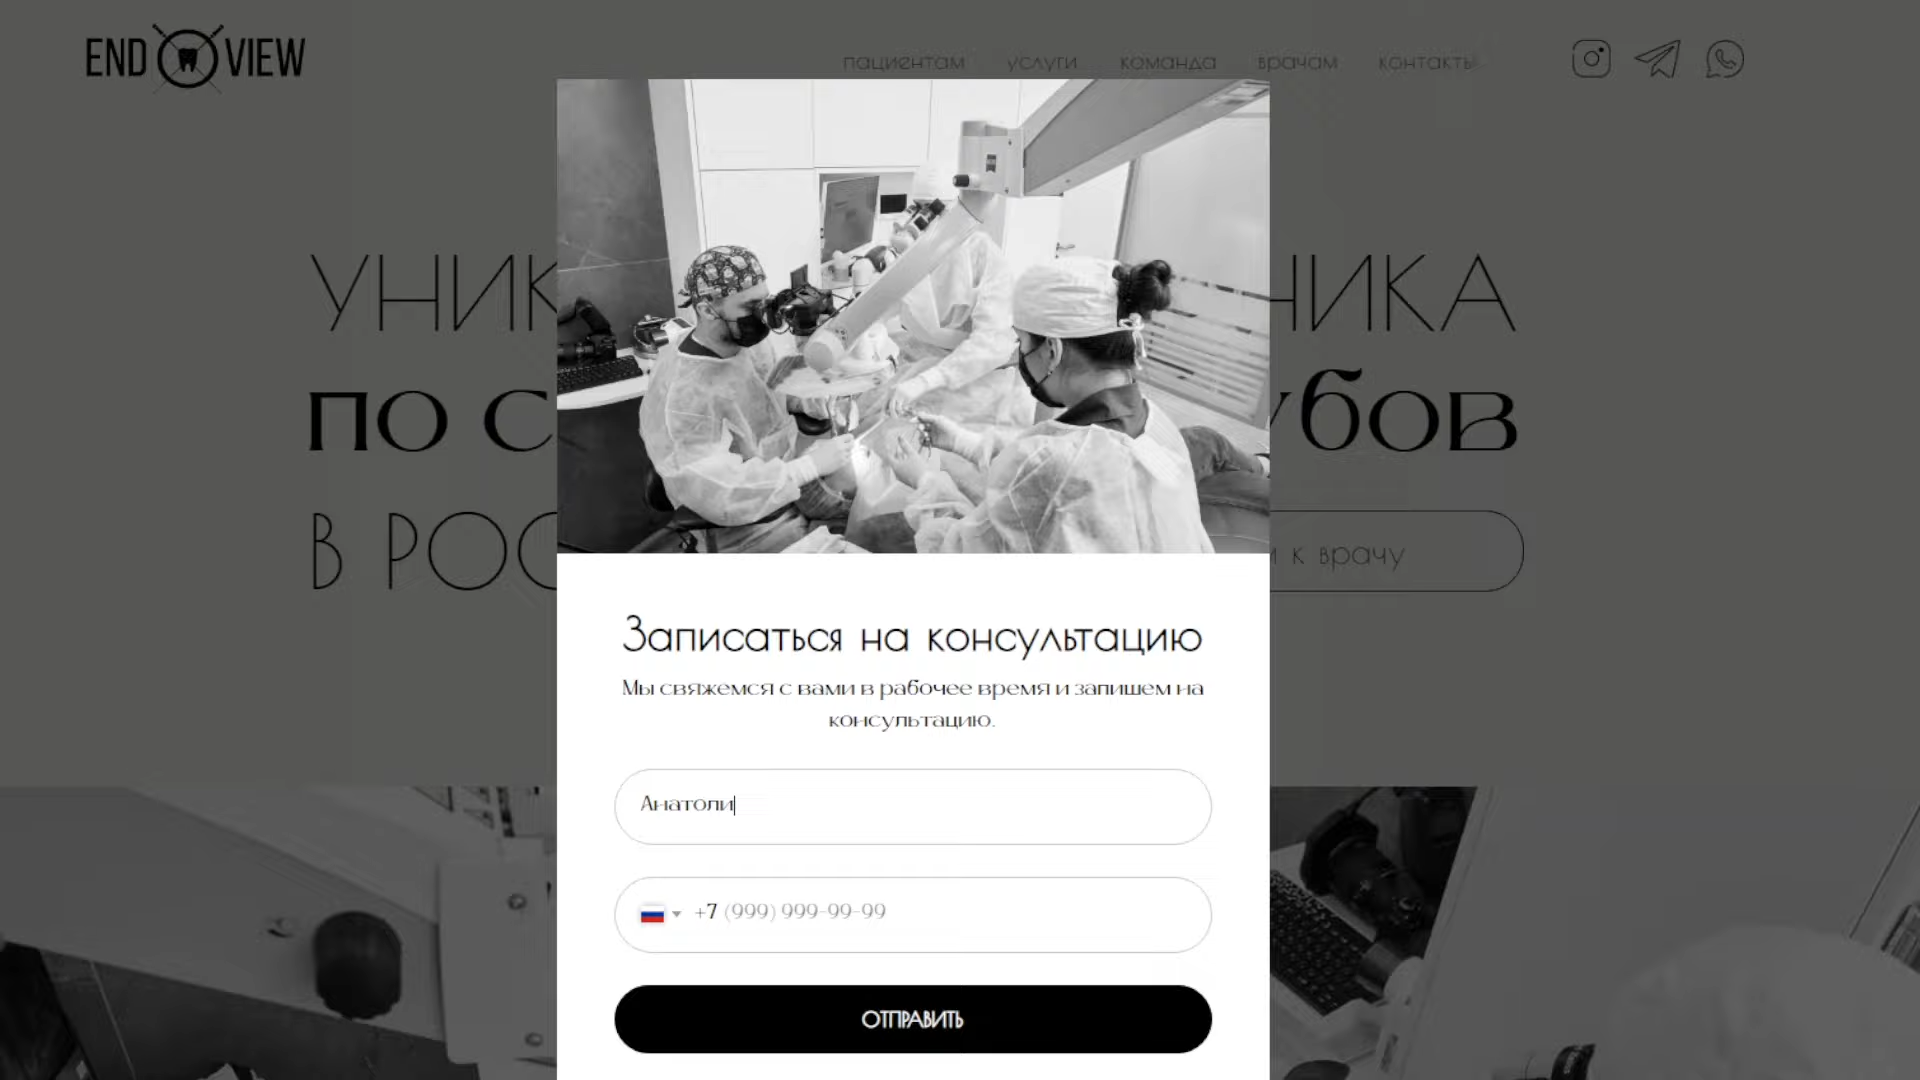 END VIEW
пациентам услуги команда врачам контакты
УНИК НИКА
по с убов
В РОС
к врачу
Записаться на консультацию
Мы свяжемся с вами в рабочее время и запишем на
консультацию.
Анатоли
+7 (999) 999-99-99
ОТПРАВИТЬ